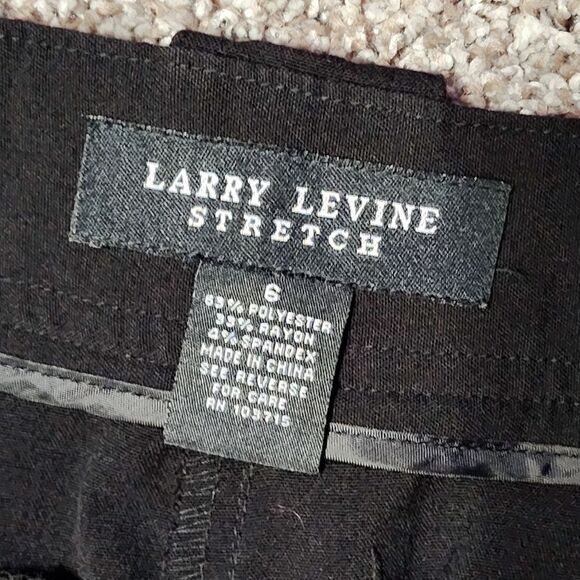 LARRY LEVINE
STRETCH
6
63% POLYESTER
33% RAYON
4% SPANDEX
MADE IN CHINA
SEE REVERSE
FOR CARE
RN 103715